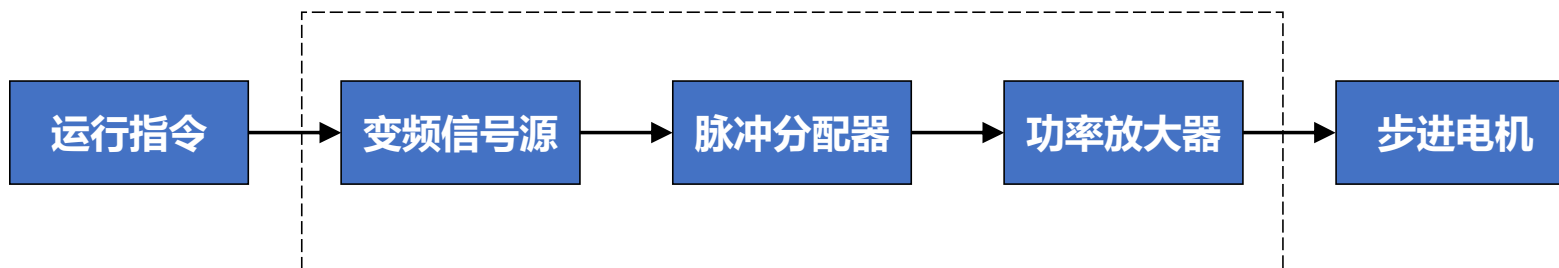 运行指令
变频信号源
脉冲分配器
功率放大器
步进电机